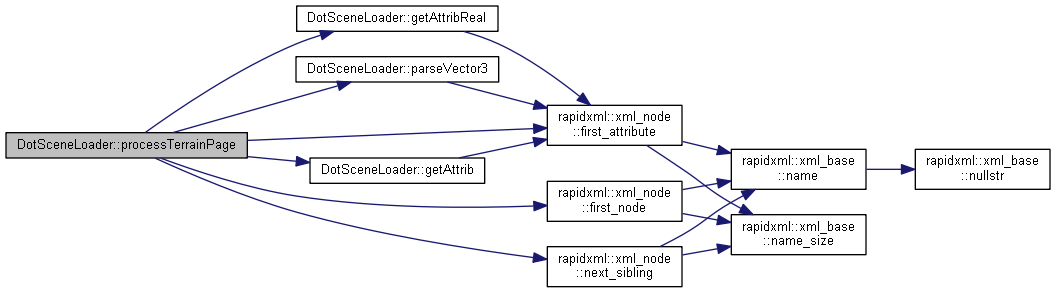 DotSceneLoader::processTerrainPage
DotSceneLoader::getAttribReal
DotSceneLoader::parseVector3
DotSceneLoader::getAttrib
rapidxml::xml_node
::first_attribute
rapidxml::xml_node
::first_node
rapidxml::xml_node
::next_sibling
rapidxml::xml_base
::name
rapidxml::xml_base
::name_size
rapidxml::xml_base
::nullstr